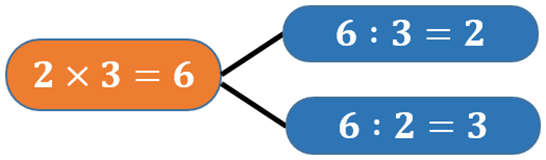 2 × 3 = 6
6 : 3 = 2
6 : 2 = 3